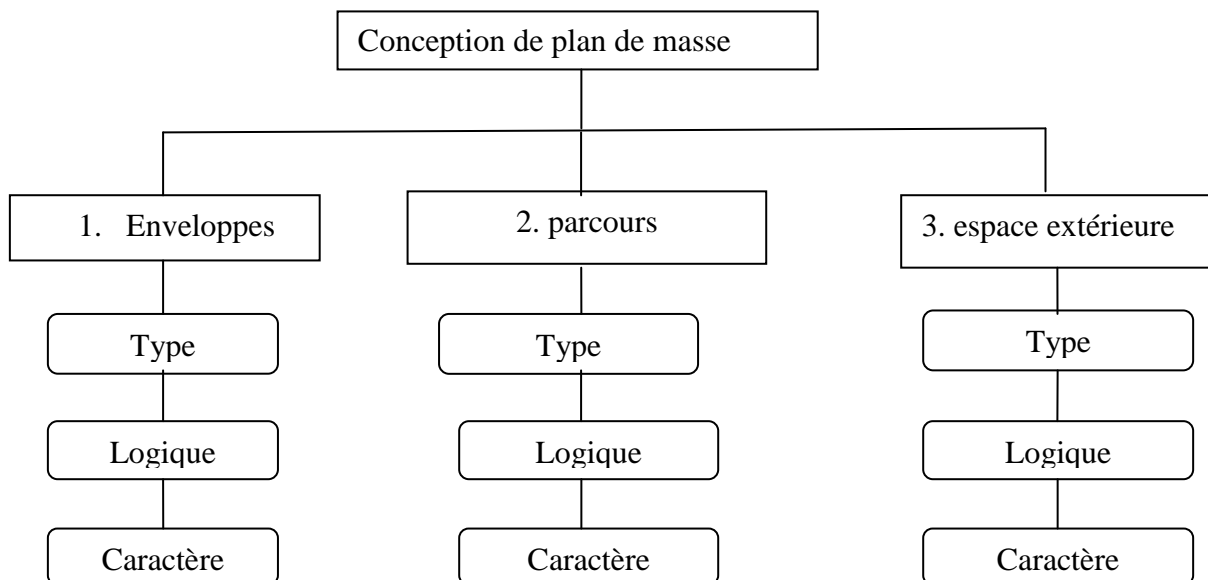 Conception de plan de masse
1. Enveloppes
2. parcours
3. espace extérieure
Type
Type
Type
Logique
Logique
Logique
Caractère
Caractère
Caractère